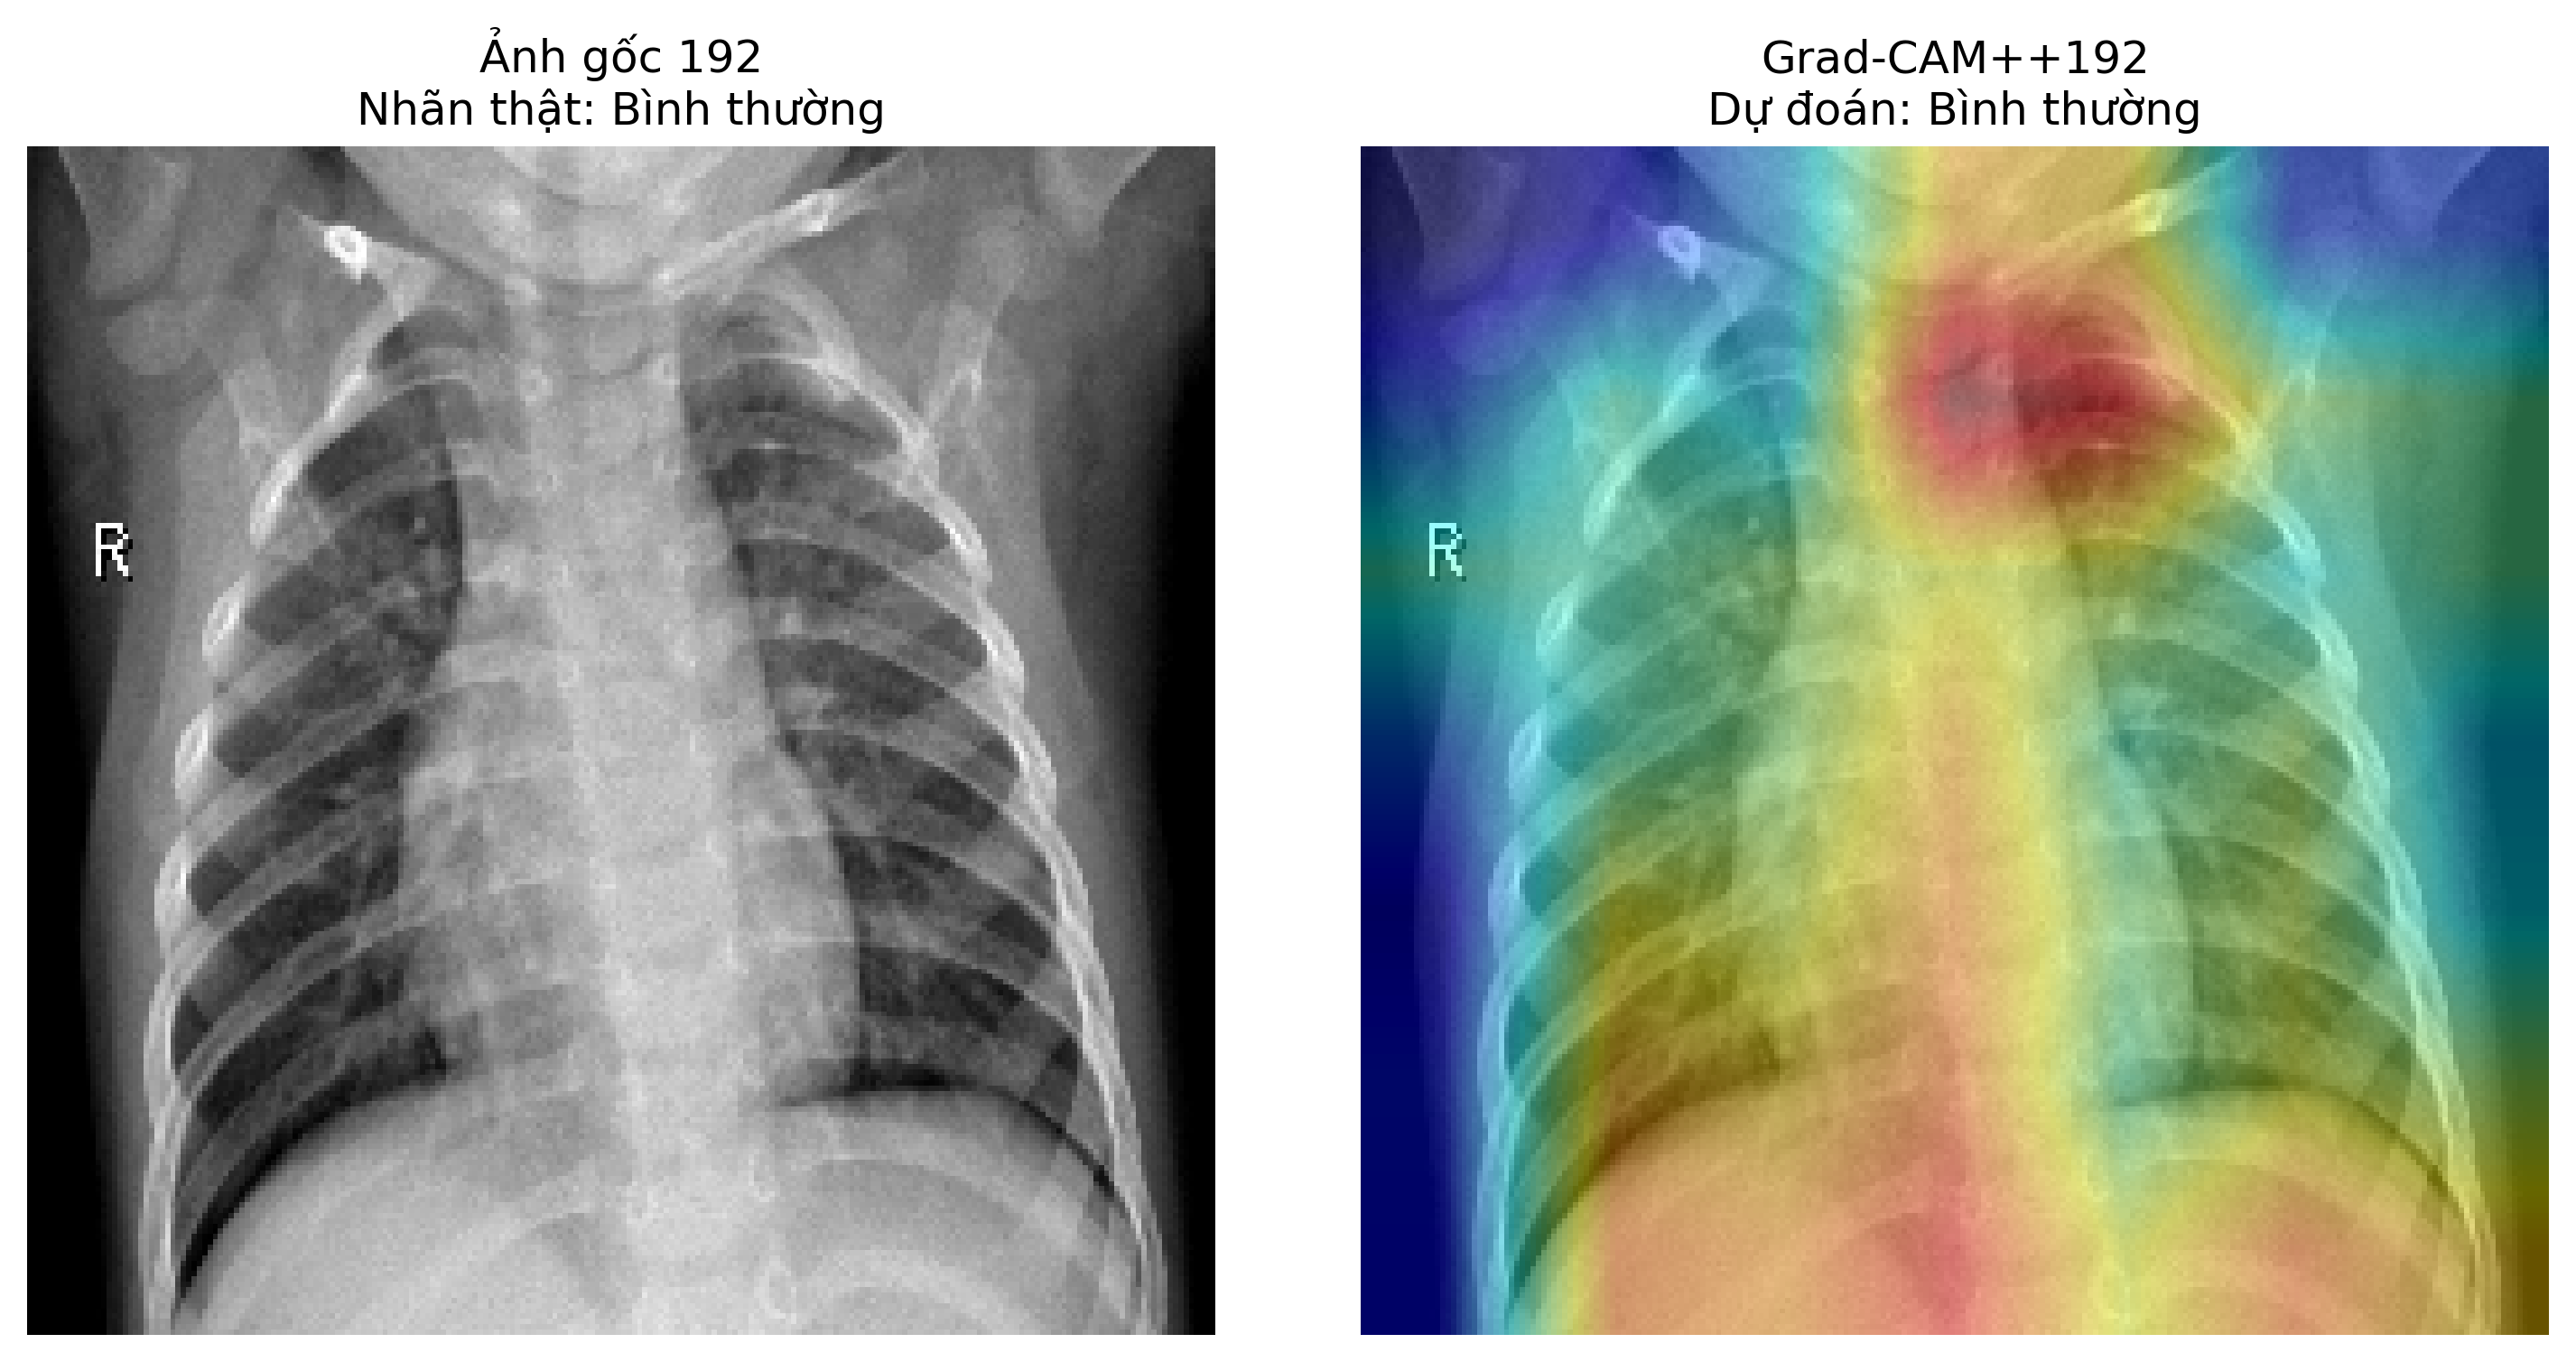 Ảnh gốc 192
Nhãn thật: Bình thường
Grad-CAM++192
Dự đoán: Bình thường
R
R